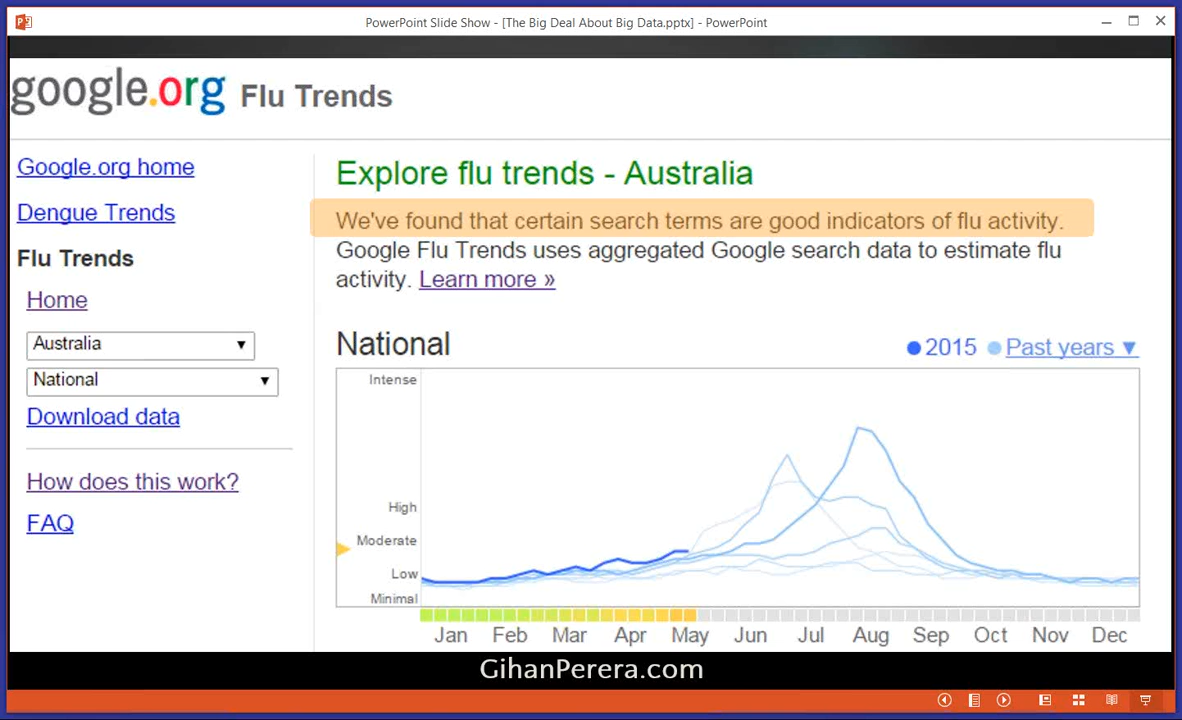 PowerPoint Slide Show - [The Big Deal About Big Data.pptx] - PowerPoint
google.org Flu Trends
Google.org home
Dengue Trends
Flu Trends
Home
Australia
National
Download data
How does this work?
FAQ
Explore flu trends - Australia
We've found that certain search terms are good indicators of flu activity.
Google Flu Trends uses aggregated Google search data to estimate flu
activity. Learn more »
National
2015 Past years ▼
Intense
High
Moderate
Low
Minimal
Jan Feb Mar Apr May Jun Jul Aug Sep Oct Nov Dec
GihanPerera.com